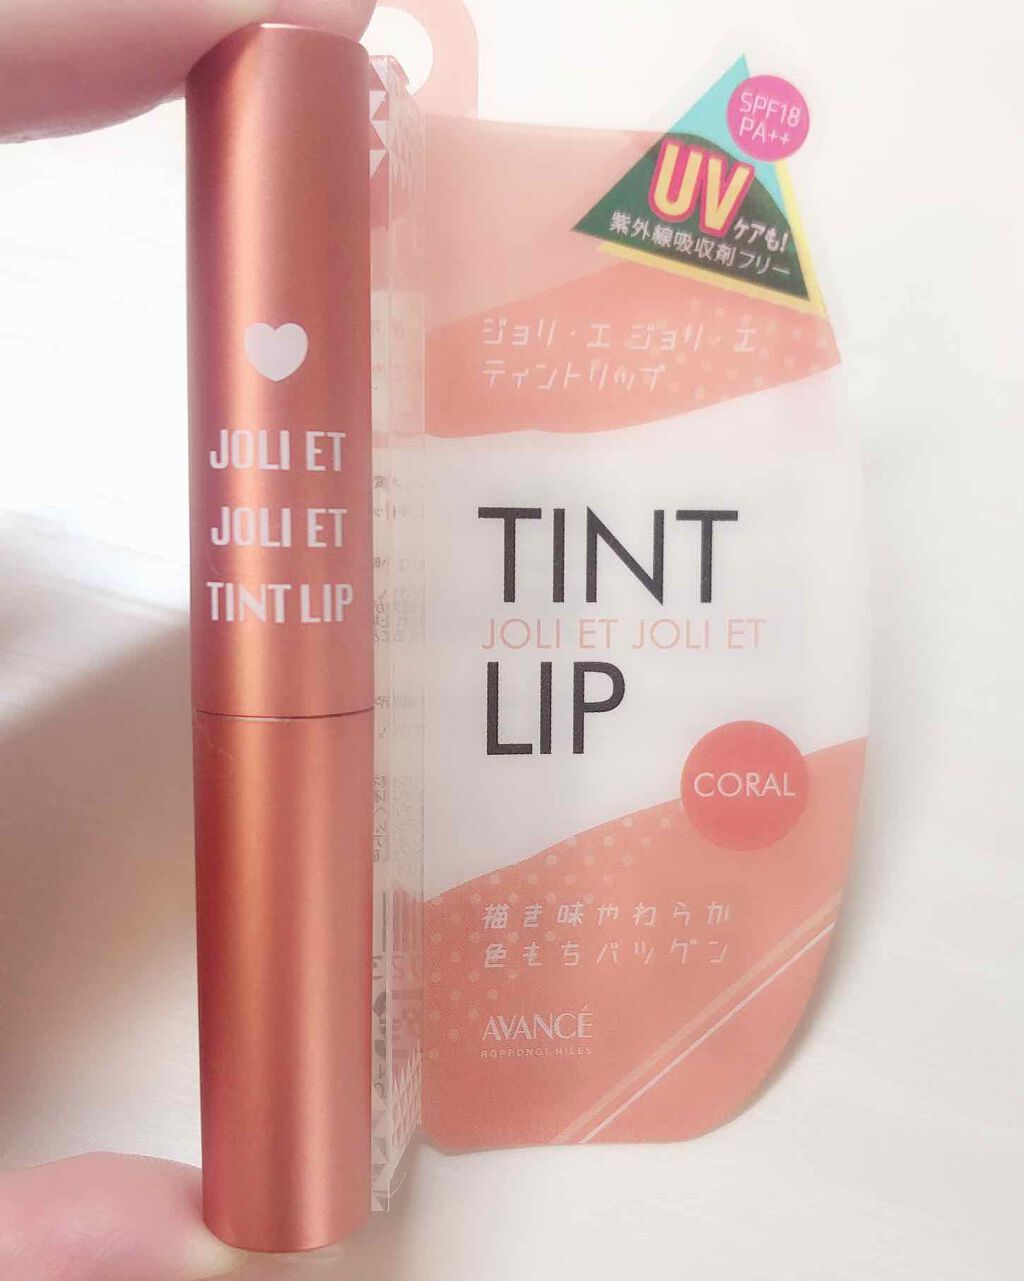 JOLI ET
JOLI ET
TINT LIP
SPF18
PA++
UV
ケアも!
紫外線吸収剤フリー
ジョリ・エ ジョリ・エ
ティントリップ
TINT
JOLI ET JOLI ET
LIP
CORAL
描き味やわらか
色もちバツグン
AVANCÉ
ROPPONGI HILLS